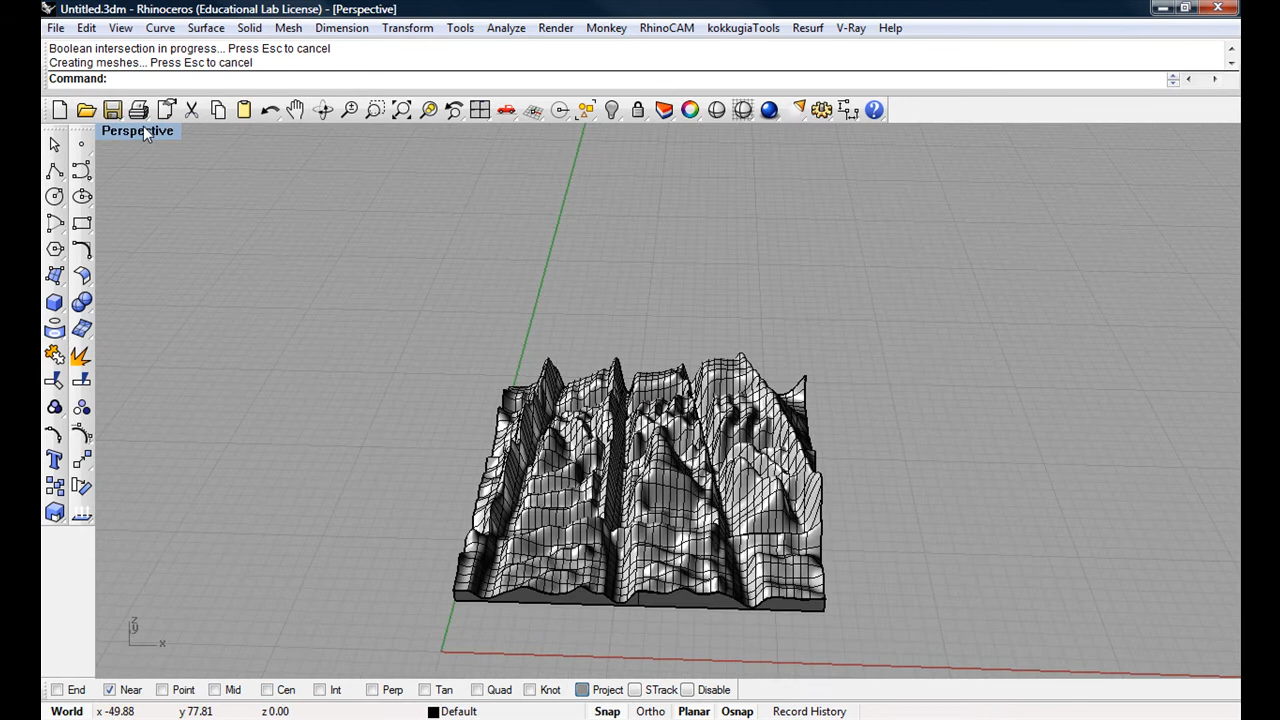 Untitled.3dm - Rhinoceros (Educational Lab License) - [Perspective]
File Edit View Curve Surface Solid Mesh Dimension Transform Tools Analyze Render Monkey RhinoCAM kokkugiaTools Resurf V-Ray Help
Boolean intersection in progress... Press Esc to cancel
Creating meshes... Press Esc to cancel
Command:
Perspective
z
y
x
End Near Point Mid Cen Int Perp Tan Quad Knot Project STrack Disable
World x -49.88 y 77.81 z 0.00 Default Snap Ortho Planar Osnap Record History